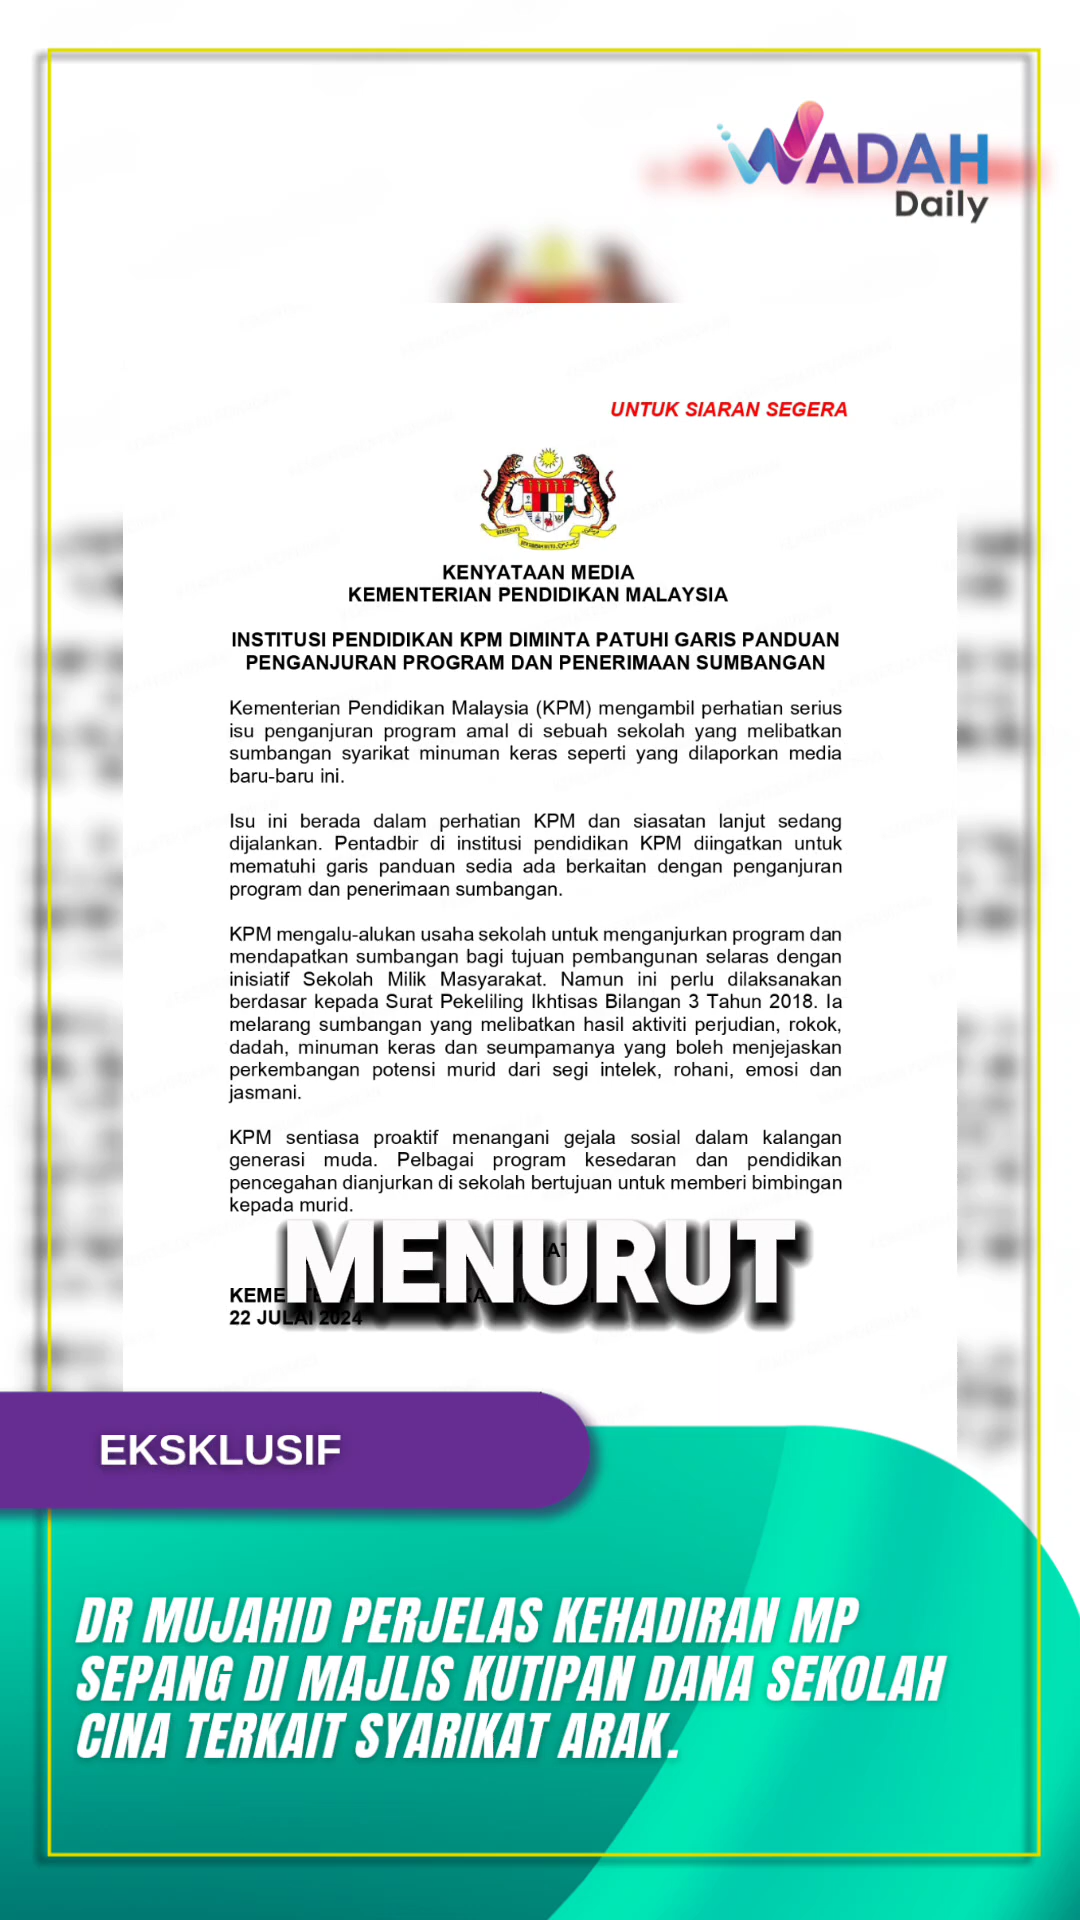 WADAH
Daily
UNTUK SIARAN SEGERA
KENYATAAN MEDIA
KEMENTERIAN PENDIDIKAN MALAYSIA
INSTITUSI PENDIDIKAN KPM DIMINTA PATUHI GARIS PANDUAN
PENGANJURAN PROGRAM DAN PENERIMAAN SUMBANGAN
Kementerian Pendidikan Malaysia (KPM) mengambil perhatian serius
isu penganjuran program amal di sebuah sekolah yang melibatkan
sumbangan syarikat minuman keras seperti yang dilaporkan media
baru-baru ini.
Isu ini berada dalam perhatian KPM dan siasatan lanjut sedang
dijalankan. Pentadbir di institusi pendidikan KPM diingatkan untuk
mematuhi garis panduan sedia ada berkaitan dengan penganjuran
program dan penerimaan sumbangan.
KPM mengalu-alukan usaha sekolah untuk menganjurkan program dan
mendapatkan sumbangan bagi tujuan pembangunan selaras dengan
inisiatif Sekolah Milik Masyarakat. Namun ini perlu dilaksanakan
berdasar kepada Surat Pekeliling Ikhtisas Bilangan 3 Tahun 2018. Ia
melarang sumbangan yang melibatkan hasil aktiviti perjudian, rokok,
dadah, minuman keras dan seumpamanya yang boleh menjejaskan
perkembangan potensi murid dari segi intelek, rohani, emosi dan
jasmani.
KPM sentiasa proaktif menangani gejala sosial dalam kalangan
generasi muda. Pelbagai program kesedaran dan pendidikan
pencegahan dianjurkan di sekolah bertujuan untuk memberi bimbingan
kepada murid.
MENURUT
22 JULAI 2024
EKSKLUSIF
DR MUJAHID PERJELAS KEHADIRAN MP
SEPANG DI MAJLIS KUTIPAN DANA SEKOLAH
CINA TERKAIT SYARIKAT ARAK.